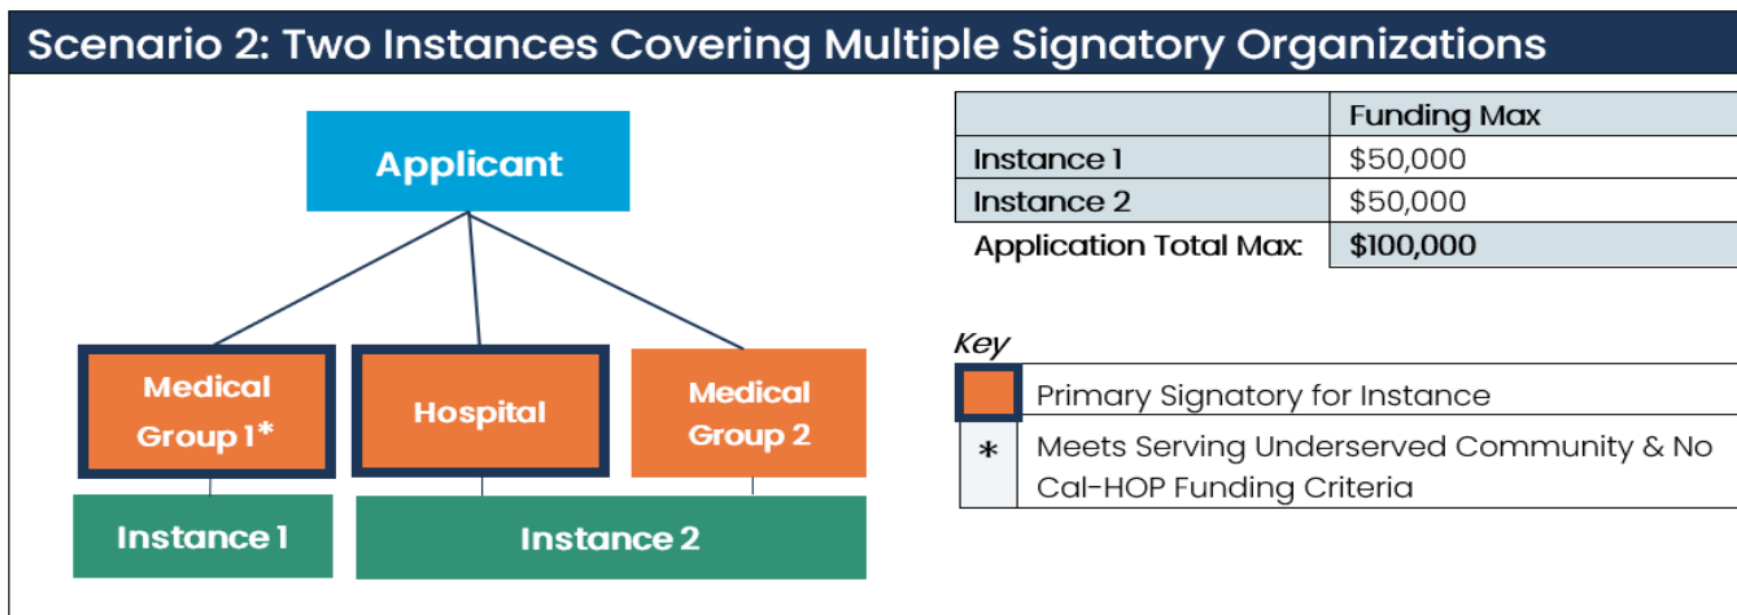 Scenario 2: Two Instances Covering Multiple Signatory Organizations
Applicant
Medical
Group 1*
Hospital
Medical
Group 2
Instance 1
Instance 2
Funding Max
Instance 1 $50,000
Instance 2 $50,000
Application Total Max: $100,000
Key
Primary Signatory for Instance
* Meets Serving Underserved Community & No
Cal-HOP Funding Criteria